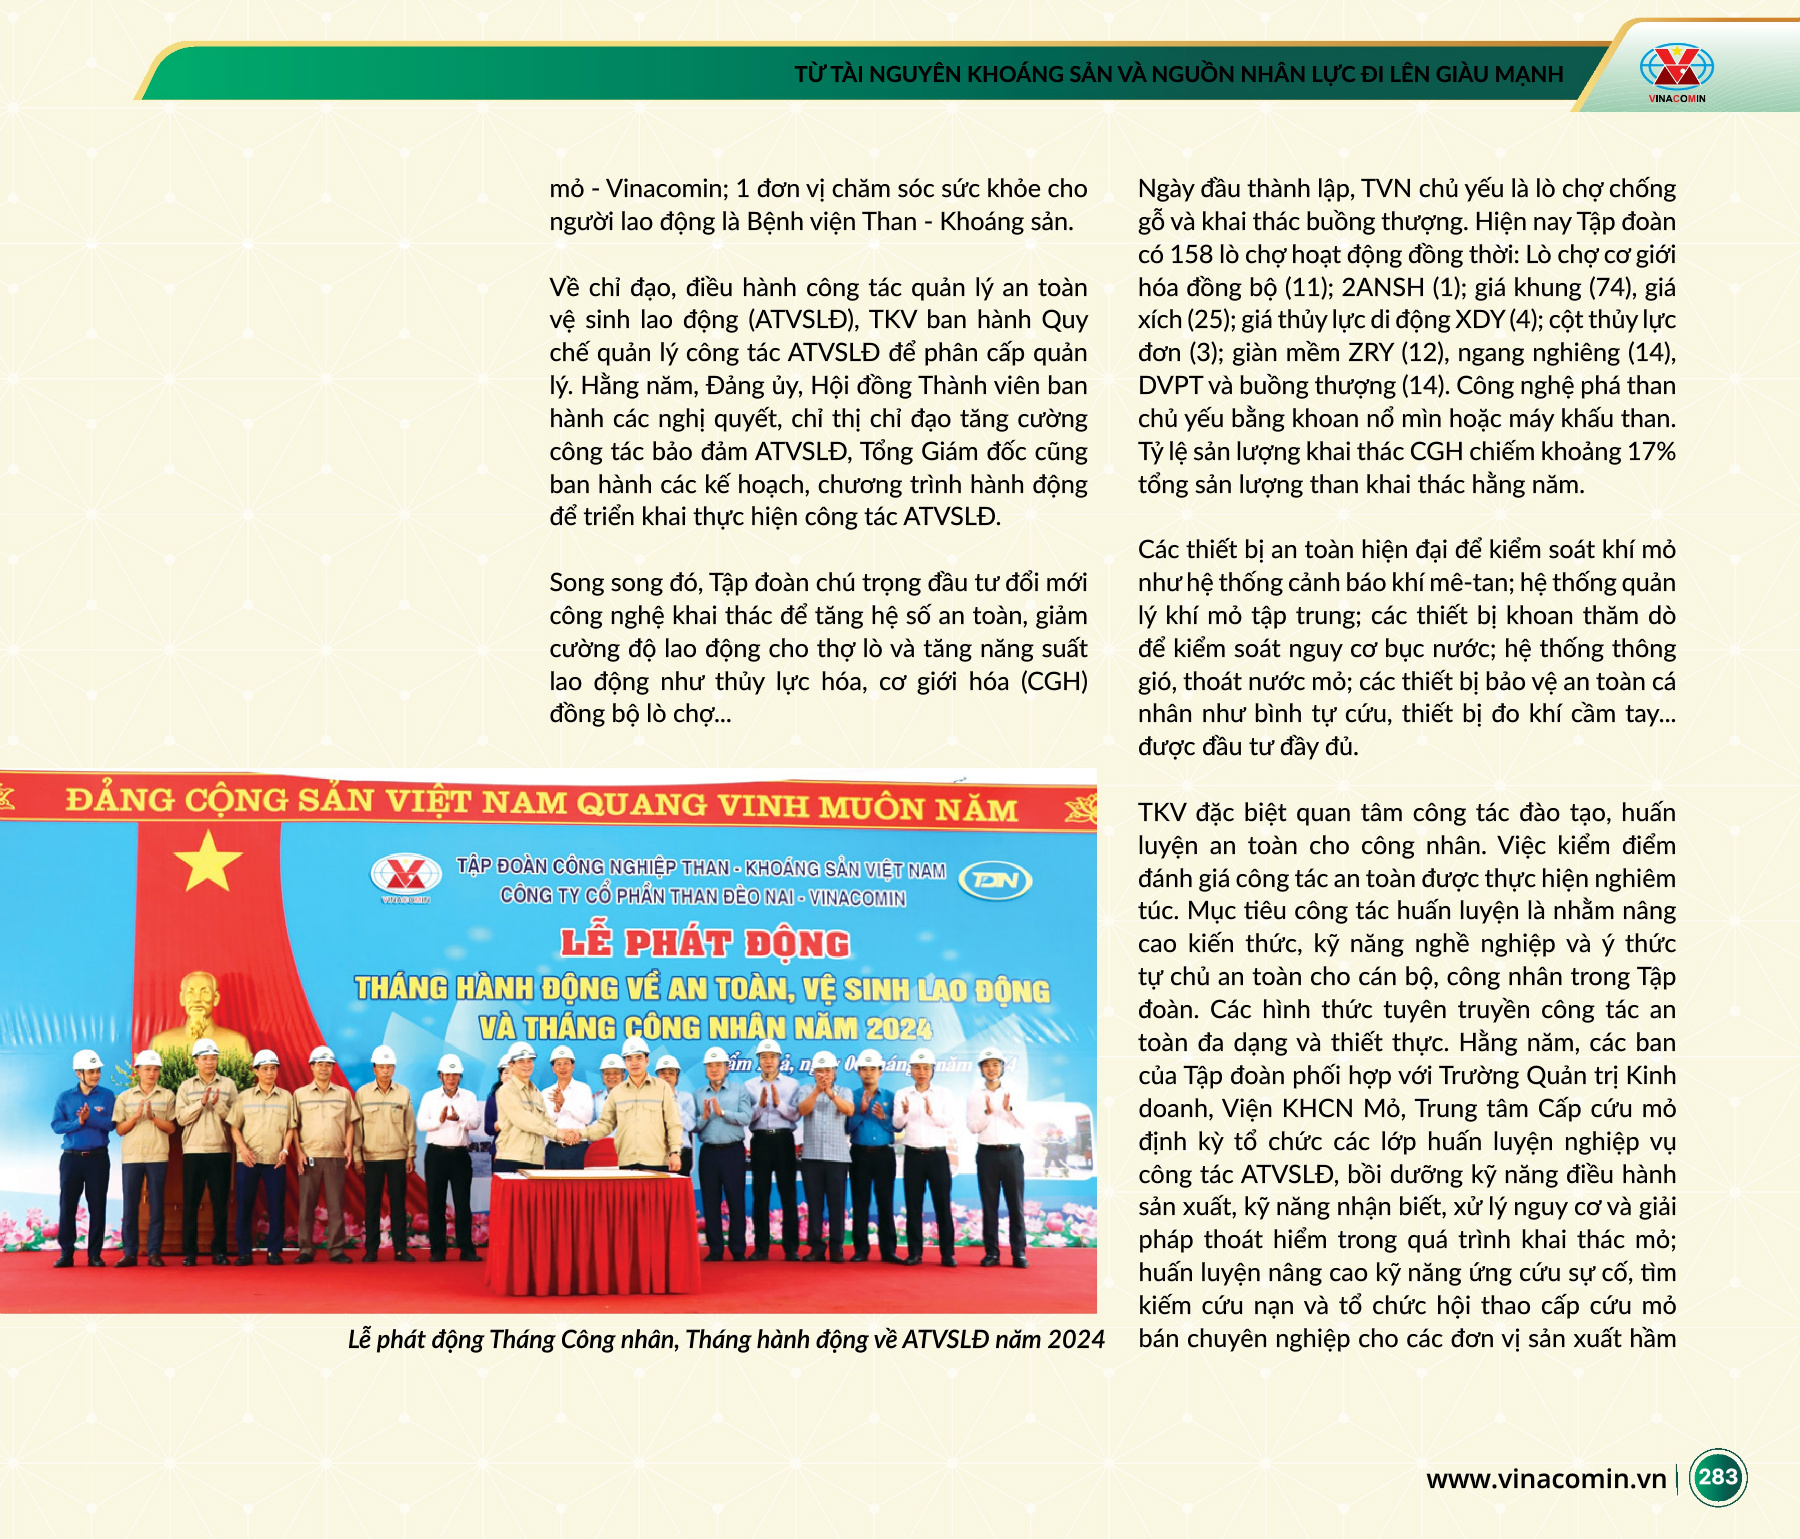 TỪ TÀI NGUYÊN KHOÁNG SẢN VÀ NGUỒN NHÂN LỰC ĐI LÊN GIÀU MẠNH
VINACOMIN
mỏ - Vinacomin; 1 đơn vị chăm sóc sức khỏe cho
người lao động là Bệnh viện Than - Khoáng sản.
Về chỉ đạo, điều hành công tác quản lý an toàn
vệ sinh lao động (ATVSLĐ), TKV ban hành Quy
chế quản lý công tác ATVSLĐ để phân cấp quản
lý. Hằng năm, Đảng ủy, Hội đồng Thành viên ban
hành các nghị quyết, chỉ thị chỉ đạo tăng cường
công tác bảo đảm ATVSLĐ, Tổng Giám đốc cũng
ban hành các kế hoạch, chương trình hành động
để triển khai thực hiện công tác ATVSLĐ.
Song song đó, Tập đoàn chú trọng đầu tư đổi mới
công nghệ khai thác để tăng hệ số an toàn, giảm
cường độ lao động cho thợ lò và tăng năng suất
lao động như thủy lực hóa, cơ giới hóa (CGH)
đồng bộ lò chợ...
ĐẢNG CỘNG SẢN VIỆT NAM QUANG VINH MUÔN NĂM
TẬP ĐOÀN CÔNG NGHIỆP THAN - KHOÁNG SẢN VIỆT NAM
CÔNG TY CỔ PHẦN THAN ĐÈO NAI - VINACOMIN
VINACOMIN
TDN
LỄ PHÁT ĐỘNG
THÁNG HÀNH ĐỘNG VỀ AN TOÀN, VỆ SINH LAO ĐỘNG
VÀ THÁNG CÔNG NHÂN NĂM 2024
năm
Lễ phát động Tháng Công nhân, Tháng hành động về ATVSLĐ năm 2024
Ngày đầu thành lập, TVN chủ yếu là lò chợ chống
gỗ và khai thác buồng thượng. Hiện nay Tập đoàn
có 158 lò chợ hoạt động đồng thời: Lò chợ cơ giới
hóa đồng bộ (11); 2ANSH (1); giá khung (74), giá
xích (25); giá thủy lực di động XDY (4); cột thủy lực
đơn (3); giàn mềm ZRY (12), ngang nghiêng (14),
DVPT và buồng thượng (14). Công nghệ phá than
chủ yếu bằng khoan nổ mìn hoặc máy khấu than.
Tỷ lệ sản lượng khai thác CGH chiếm khoảng 17%
tổng sản lượng than khai thác hằng năm.
Các thiết bị an toàn hiện đại để kiểm soát khí mỏ
như hệ thống cảnh báo khí mê-tan; hệ thống quản
lý khí mỏ tập trung; các thiết bị khoan thăm dò
để kiểm soát nguy cơ bục nước; hệ thống thông
gió, thoát nước mỏ; các thiết bị bảo vệ an toàn cá
nhân như bình tự cứu, thiết bị đo khí cầm tay...
được đầu tư đầy đủ.
TKV đặc biệt quan tâm công tác đào tạo, huấn
luyện an toàn cho công nhân. Việc kiểm điểm
đánh giá công tác an toàn được thực hiện nghiêm
túc. Mục tiêu công tác huấn luyện là nhằm nâng
cao kiến thức, kỹ năng nghề nghiệp và ý thức
tự chủ an toàn cho cán bộ, công nhân trong Tập
đoàn. Các hình thức tuyên truyền công tác an
toàn đa dạng và thiết thực. Hằng năm, các ban
của Tập đoàn phối hợp với Trường Quản trị Kinh
doanh, Viện KHCN Mỏ, Trung tâm Cấp cứu mỏ
định kỳ tổ chức các lớp huấn luyện nghiệp vụ
công tác ATVSLĐ, bồi dưỡng kỹ năng điều hành
sản xuất, kỹ năng nhận biết, xử lý nguy cơ và giải
pháp thoát hiểm trong quá trình khai thác mỏ;
huấn luyện nâng cao kỹ năng ứng cứu sự cố, tìm
kiếm cứu nạn và tổ chức hội thao cấp cứu mỏ
bán chuyên nghiệp cho các đơn vị sản xuất hầm
www.vinacomin.vn
283